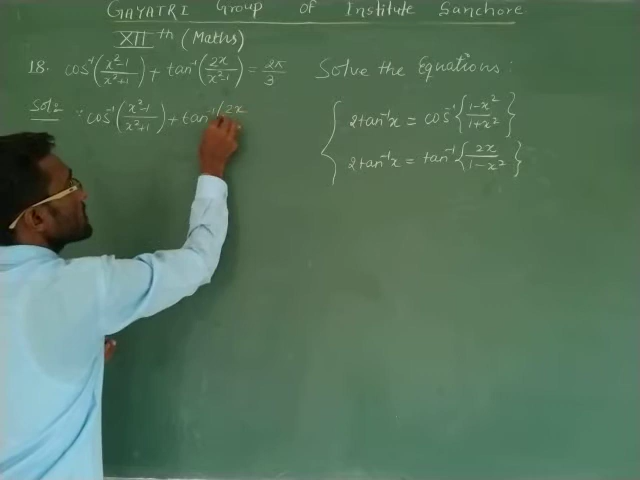 GAYATRI Group of Institute Sanchore
XII th (Maths)
18. cos⁻¹(x²-1/x²+1) + tan⁻¹(2x/x²-1) = 2π/3
Solve the Equations:
Soln ∵ cos⁻¹(x²-1/x²+1) + tan⁻¹(2x
2tan⁻¹x = cos⁻¹{1-x²/1+x²}
2tan⁻¹x = tan⁻¹{2x/1-x²}